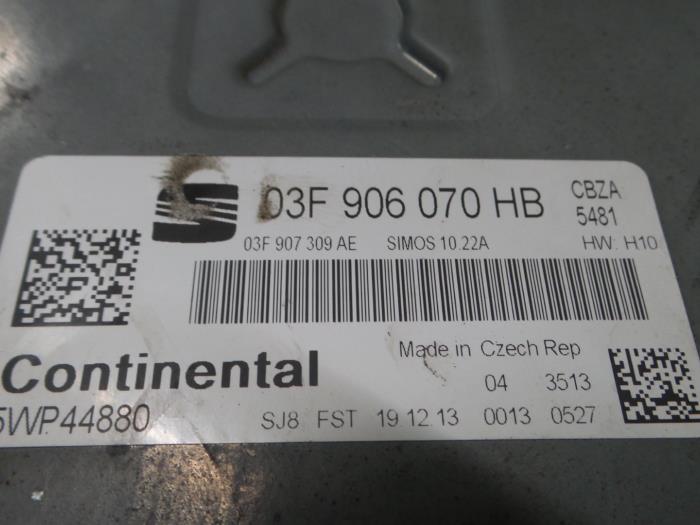 03F 906 070 HB
CBZA
5481
03F 907 309 AE SIMOS 10.22A HW: H10
Continental
Made in Czech Rep
04 3513
5WP44880
SJ8 FST 19.12.13 0013 0527